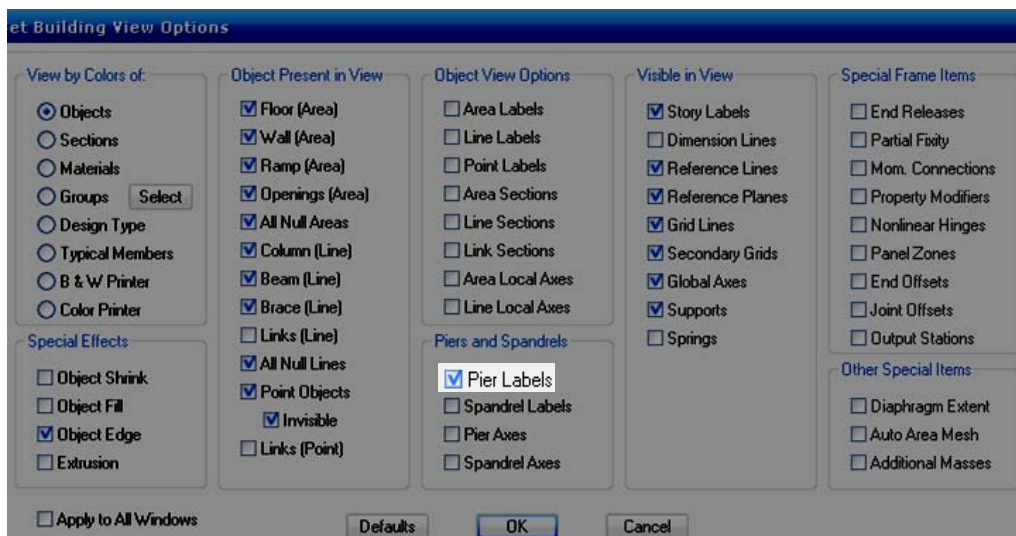 et Building View Options
View by Colors of:
Objects
Sections
Materials
Groups Select
Design Type
Typical Members
B & W Printer
Color Printer
Special Effects
Object Shrink
Object Fill
Object Edge
Extrusion
Apply to All Windows
Object Present in View
Floor (Area)
Wall (Area)
Ramp (Area)
Openings (Area)
All Null Areas
Column (Line)
Beam (Line)
Brace (Line)
Links (Line)
All Null Lines
Point Objects
Invisible
Links (Point)
Object View Options
Area Labels
Line Labels
Point Labels
Area Sections
Line Sections
Link Sections
Area Local Axes
Line Local Axes
Piers and Spandrels
Pier Labels
Spandrel Labels
Pier Axes
Spandrel Axes
Visible in View
Story Labels
Dimension Lines
Reference Lines
Reference Planes
Grid Lines
Secondary Grids
Global Axes
Supports
Springs
Special Frame Items
End Releases
Partial Fixity
Mom. Connections
Property Modifiers
Nonlinear Hinges
Panel Zones
End Offsets
Joint Offsets
Output Stations
Other Special Items
Diaphragm Extent
Auto Area Mesh
Additional Masses
Defaults
OK
Cancel